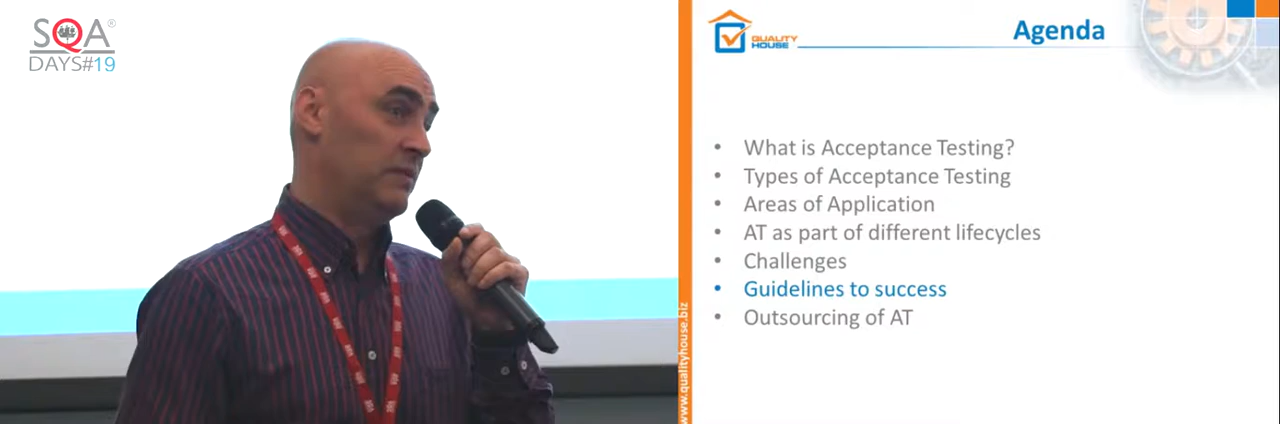 SQA®
DAYS#19
QUALITY
HOUSE
Agenda
• What is Acceptance Testing?
• Types of Acceptance Testing
• Areas of Application
• AT as part of different lifecycles
• Challenges
• Guidelines to success
• Outsourcing of AT
www.qualityhouse.biz